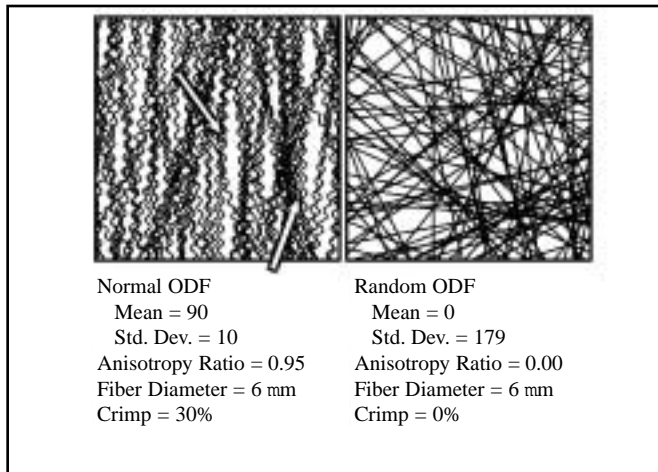 Normal ODF
Mean = 90
Std. Dev. = 10
Anisotropy Ratio = 0.95
Fiber Diameter = 6 mm
Crimp = 30%
Random ODF
Mean = 0
Std. Dev. = 179
Anisotropy Ratio = 0.00
Fiber Diameter = 6 mm
Crimp = 0%